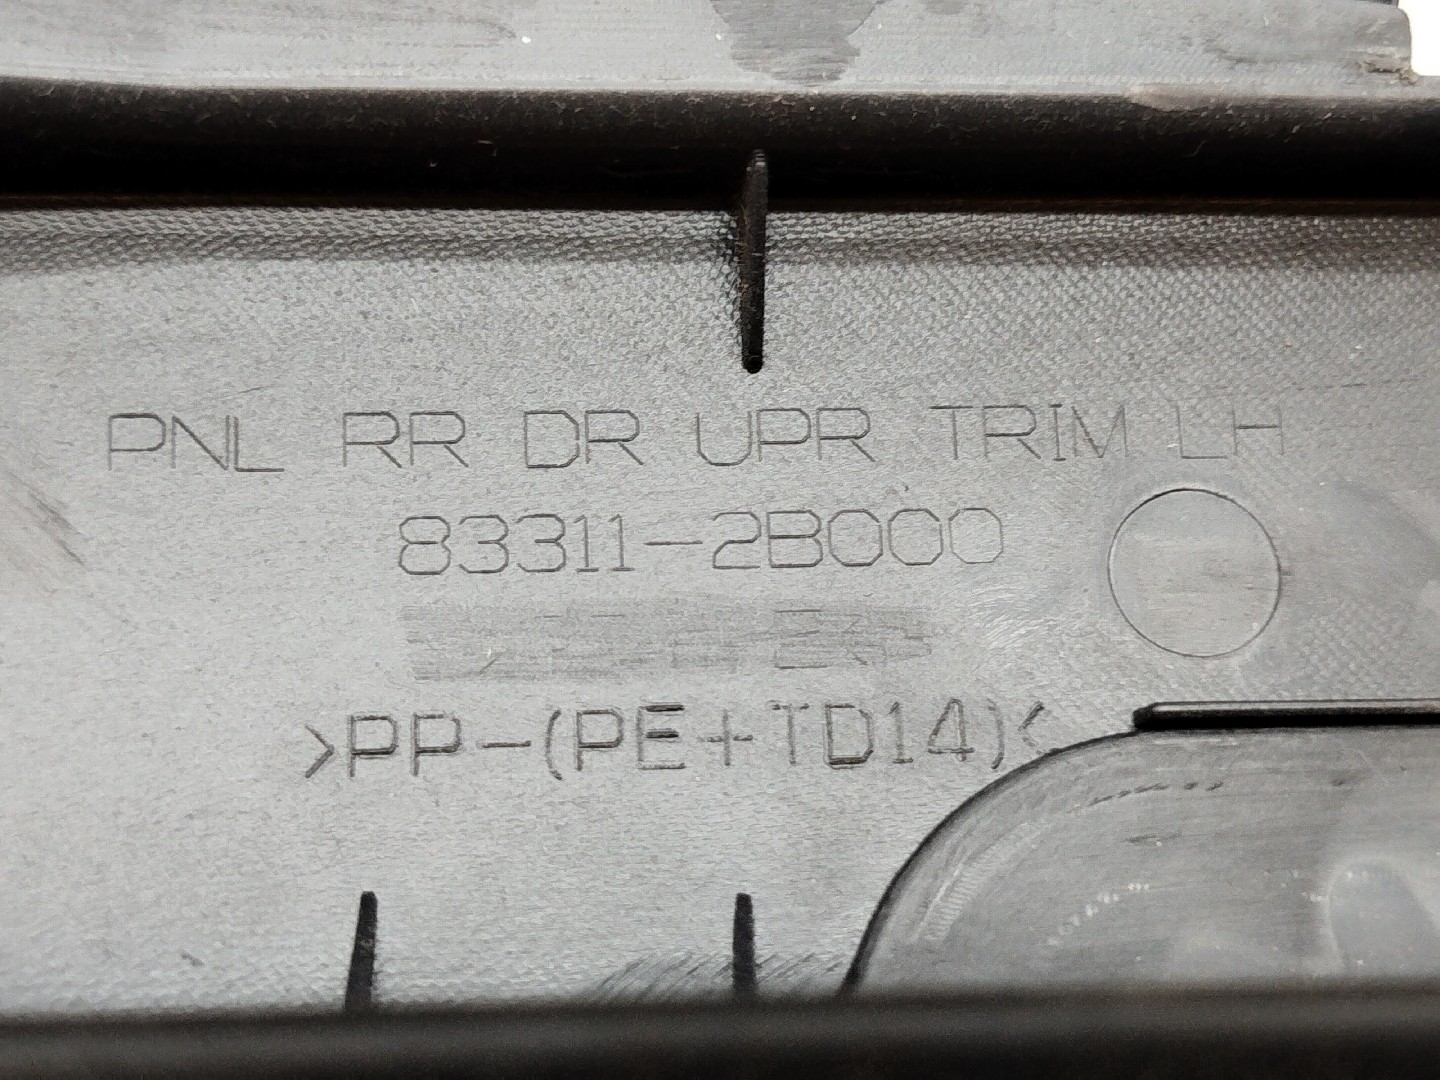 PNL RR DR UPR TRIM LH
83311-2B000
>PP-(PE+TD14)<